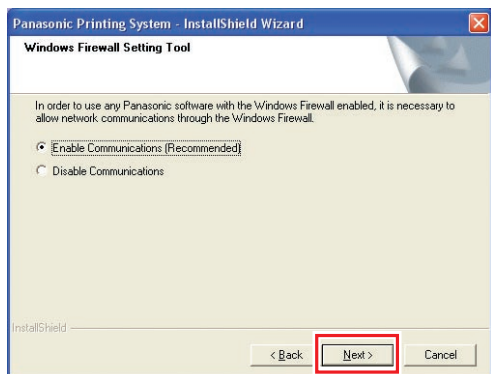 Panasonic Printing System - InstallShield Wizard
Windows Firewall Setting Tool
In order to use any Panasonic software with the Windows Firewall enabled, it is necessary to
allow network communications through the Windows Firewall.
Enable Communications (Recommended)
Disable Communications
InstallShield
< Back Next > Cancel